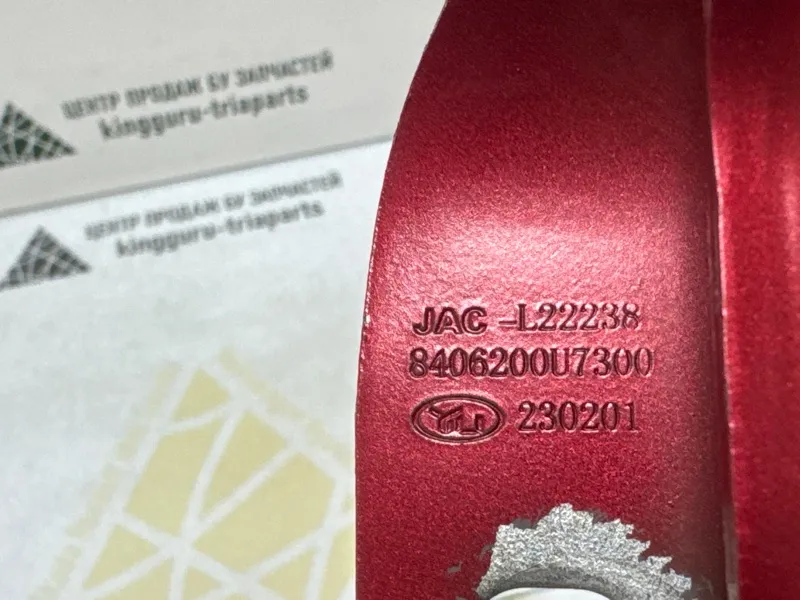 ЦЕНТР ПРОДАЖ БУ ЗАПЧАСТЕЙ
kingguru-triaparts
ЦЕНТР ПРОДАЖ БУ ЗАПЧАСТЕЙ
kingguru-triaparts
JAC -L22238
8406200U7300
230201